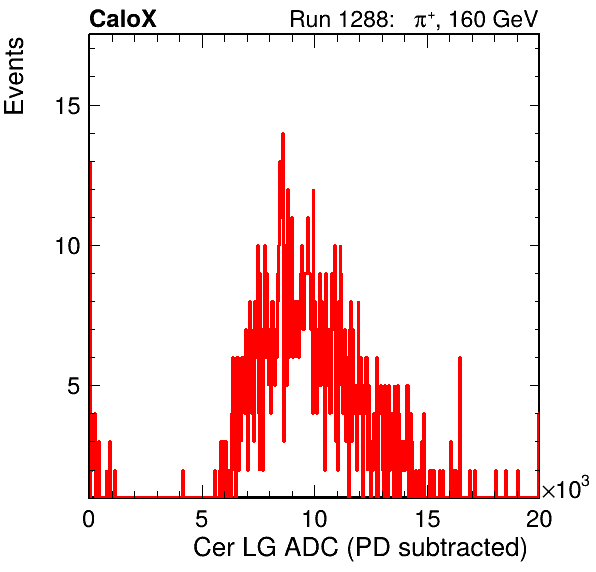 CaloX Run 1288: π⁺, 160 GeV
Events
15
10
5
0 5 10 15 20
×10³
Cer LG ADC (PD subtracted)